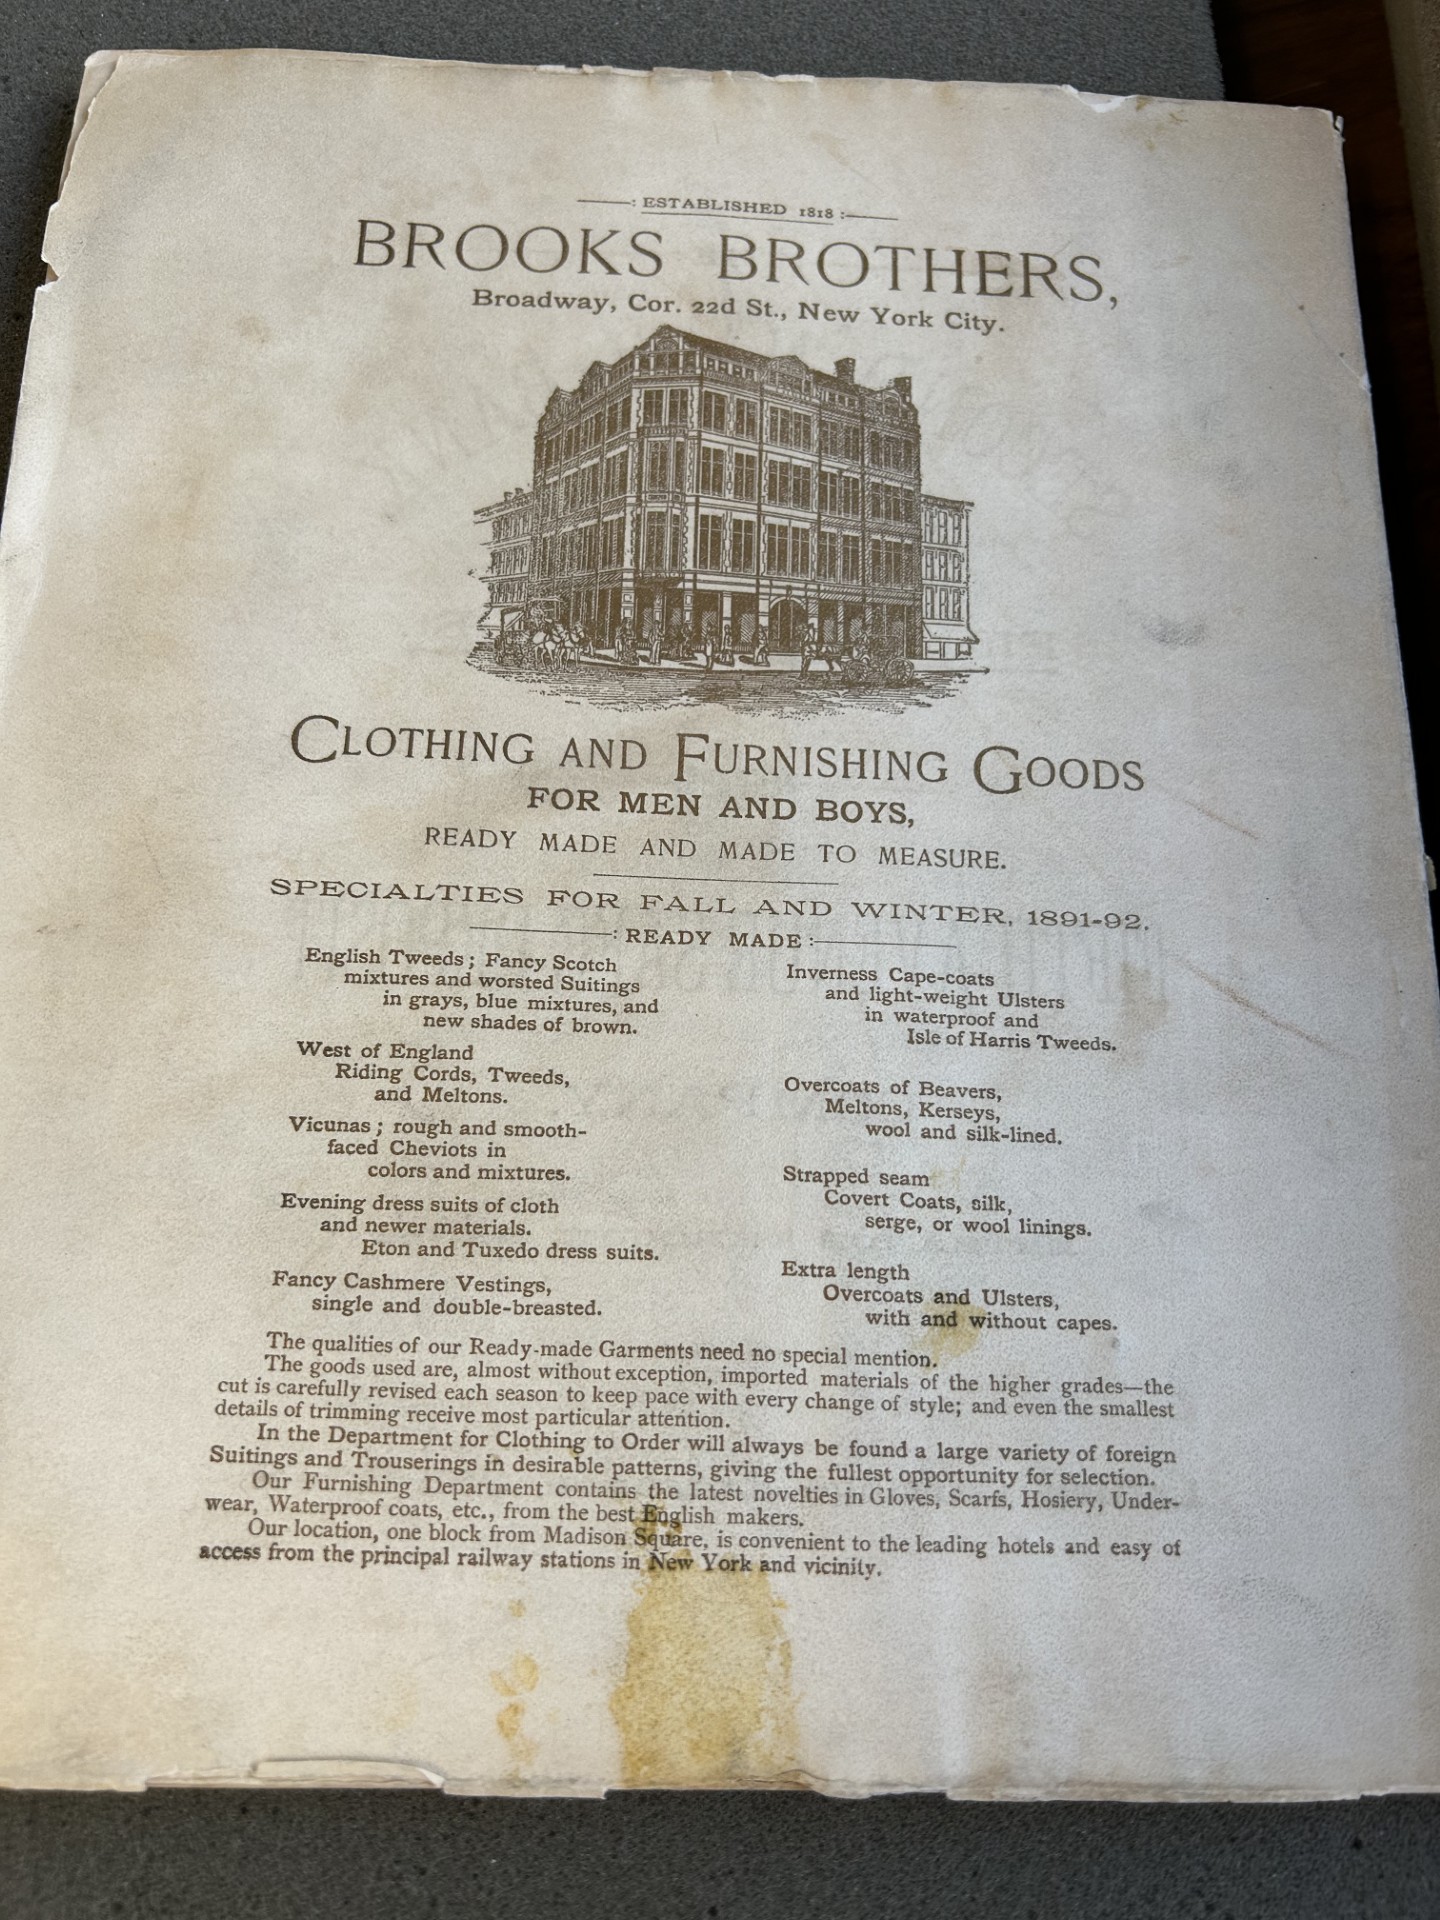 ESTABLISHED 1818
BROOKS BROTHERS,
Broadway, Cor. 22d St., New York City.
CLOTHING AND FURNISHING GOODS
FOR MEN AND BOYS,
READY MADE AND MADE TO MEASURE.
SPECIALTIES FOR FALL AND WINTER, 1891-92.
: READY MADE :
English Tweeds; Fancy Scotch
mixtures and worsted Suitings
in grays, blue mixtures, and
new shades of brown.
West of England
Riding Cords, Tweeds,
and Meltons.
Vicunas; rough and smooth-
faced Cheviots in
colors and mixtures.
Evening dress suits of cloth
and newer materials.
Eton and Tuxedo dress suits.
Fancy Cashmere Vestings,
single and double-breasted.
Inverness Cape-coats
and light-weight Ulsters
in waterproof and
Isle of Harris Tweeds.
Overcoats of Beavers,
Meltons, Kerseys,
wool and silk-lined.
Strapped seam
Covert Coats, silk,
serge, or wool linings.
Extra length
Overcoats and Ulsters,
with and without capes.
The qualities of our Ready-made Garments need no special mention.
The goods used are, almost without exception, imported materials of the higher grades—the
cut is carefully revised each season to keep pace with every change of style; and even the smallest
details of trimming receive most particular attention.
In the Department for Clothing to Order will always be found a large variety of foreign
Suitings and Trouserings in desirable patterns, giving the fullest opportunity for selection.
Our Furnishing Department contains the latest novelties in Gloves, Scarfs, Hosiery, Under-
wear, Waterproof coats, etc., from the best English makers.
Our location, one block from Madison Square, is convenient to the leading hotels and easy of
access from the principal railway stations in New York and vicinity.